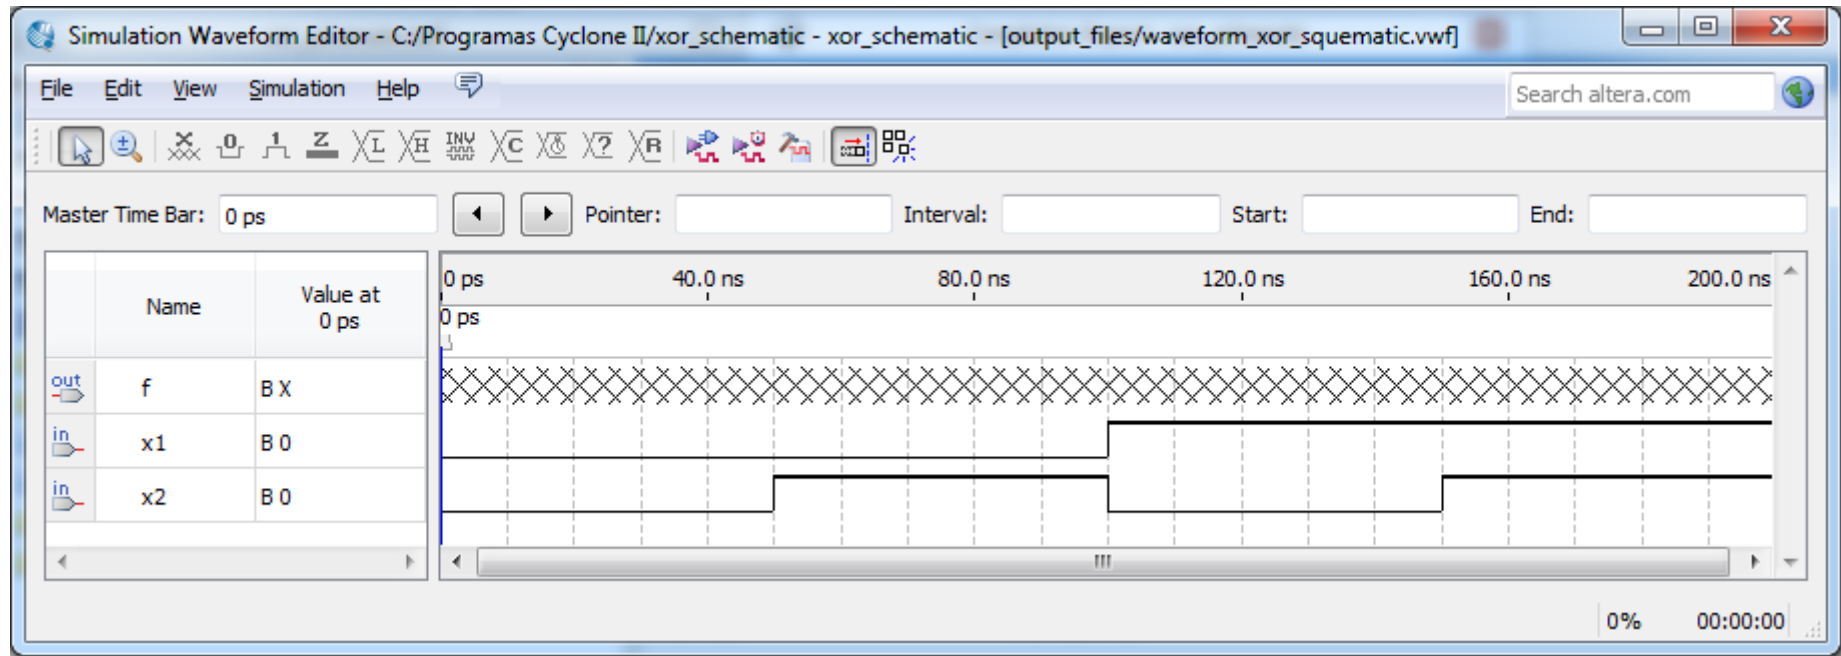 Simulation Waveform Editor - C:/Programas Cyclone II/xor_schematic - xor_schematic - [output_files/waveform_xor_squematic.vwf]
File Edit View Simulation Help Search altera.com
X 0 1 Z L H INV C ? R
Master Time Bar: 0 ps Pointer: Interval: Start: End:
Name Value at 0 ps
0 ps 40.0 ns 80.0 ns 120.0 ns 160.0 ns 200.0 ns
0 ps
out f B X
in x1 B 0
in x2 B 0
0% 00:00:00